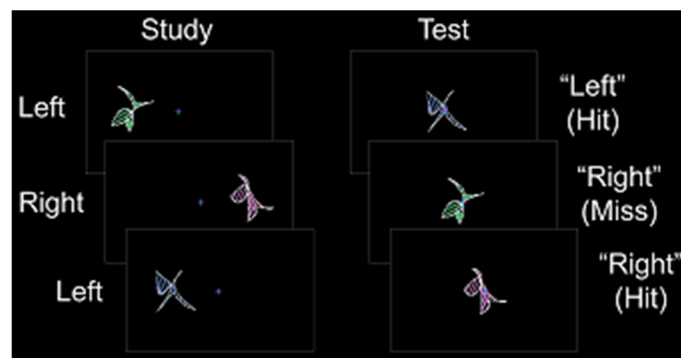 Study
Test
Left
"Left"
(Hit)
Right
"Right"
(Miss)
Left
"Right"
(Hit)